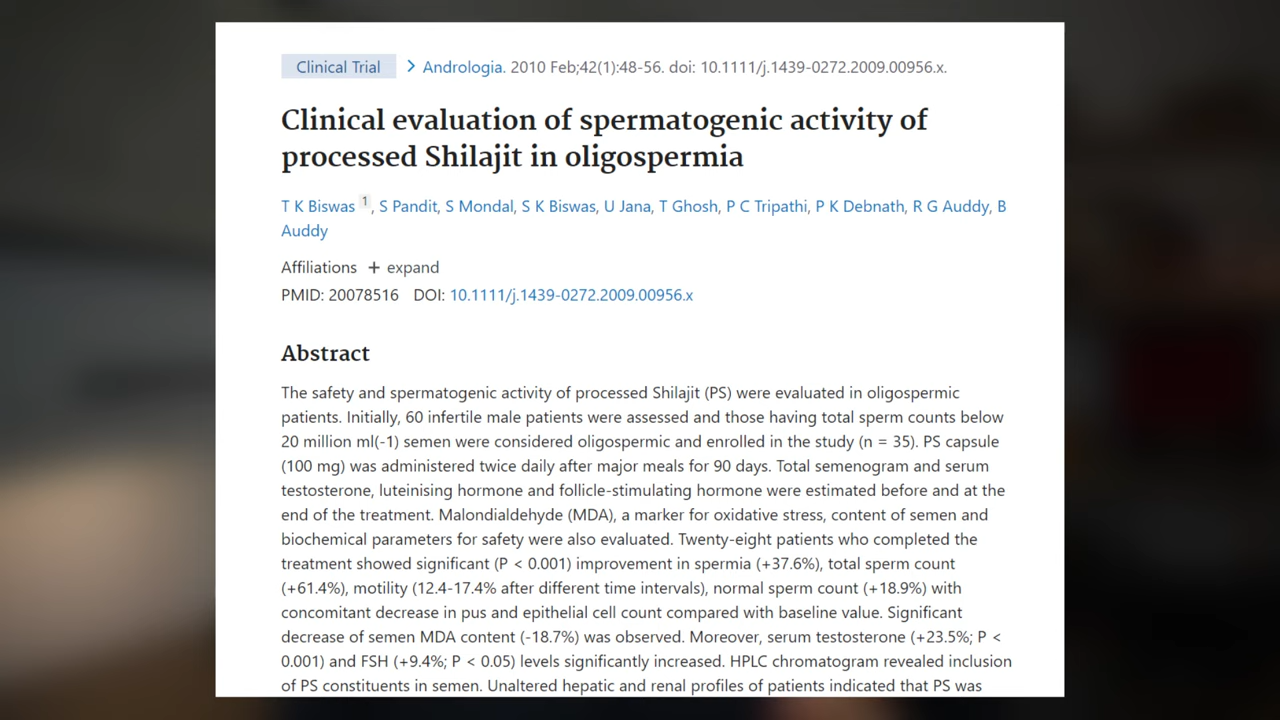 Clinical Trial > Andrologia. 2010 Feb;42(1):48-56. doi: 10.1111/j.1439-0272.2009.00956.x.
Clinical evaluation of spermatogenic activity of
processed Shilajit in oligospermia
T K Biswas 1, S Pandit, S Mondal, S K Biswas, U Jana, T Ghosh, P C Tripathi, P K Debnath, R G Auddy, B
Auddy
Affiliations + expand
PMID: 20078516 DOI: 10.1111/j.1439-0272.2009.00956.x
Abstract
The safety and spermatogenic activity of processed Shilajit (PS) were evaluated in oligospermic
patients. Initially, 60 infertile male patients were assessed and those having total sperm counts below
20 million ml(-1) semen were considered oligospermic and enrolled in the study (n = 35). PS capsule
(100 mg) was administered twice daily after major meals for 90 days. Total semenogram and serum
testosterone, luteinising hormone and follicle-stimulating hormone were estimated before and at the
end of the treatment. Malondialdehyde (MDA), a marker for oxidative stress, content of semen and
biochemical parameters for safety were also evaluated. Twenty-eight patients who completed the
treatment showed significant (P < 0.001) improvement in spermia (+37.6%), total sperm count
(+61.4%), motility (12.4-17.4% after different time intervals), normal sperm count (+18.9%) with
concomitant decrease in pus and epithelial cell count compared with baseline value. Significant
decrease of semen MDA content (-18.7%) was observed. Moreover, serum testosterone (+23.5%; P <
0.001) and FSH (+9.4%; P < 0.05) levels significantly increased. HPLC chromatogram revealed inclusion
of PS constituents in semen. Unaltered hepatic and renal profiles of patients indicated that PS was